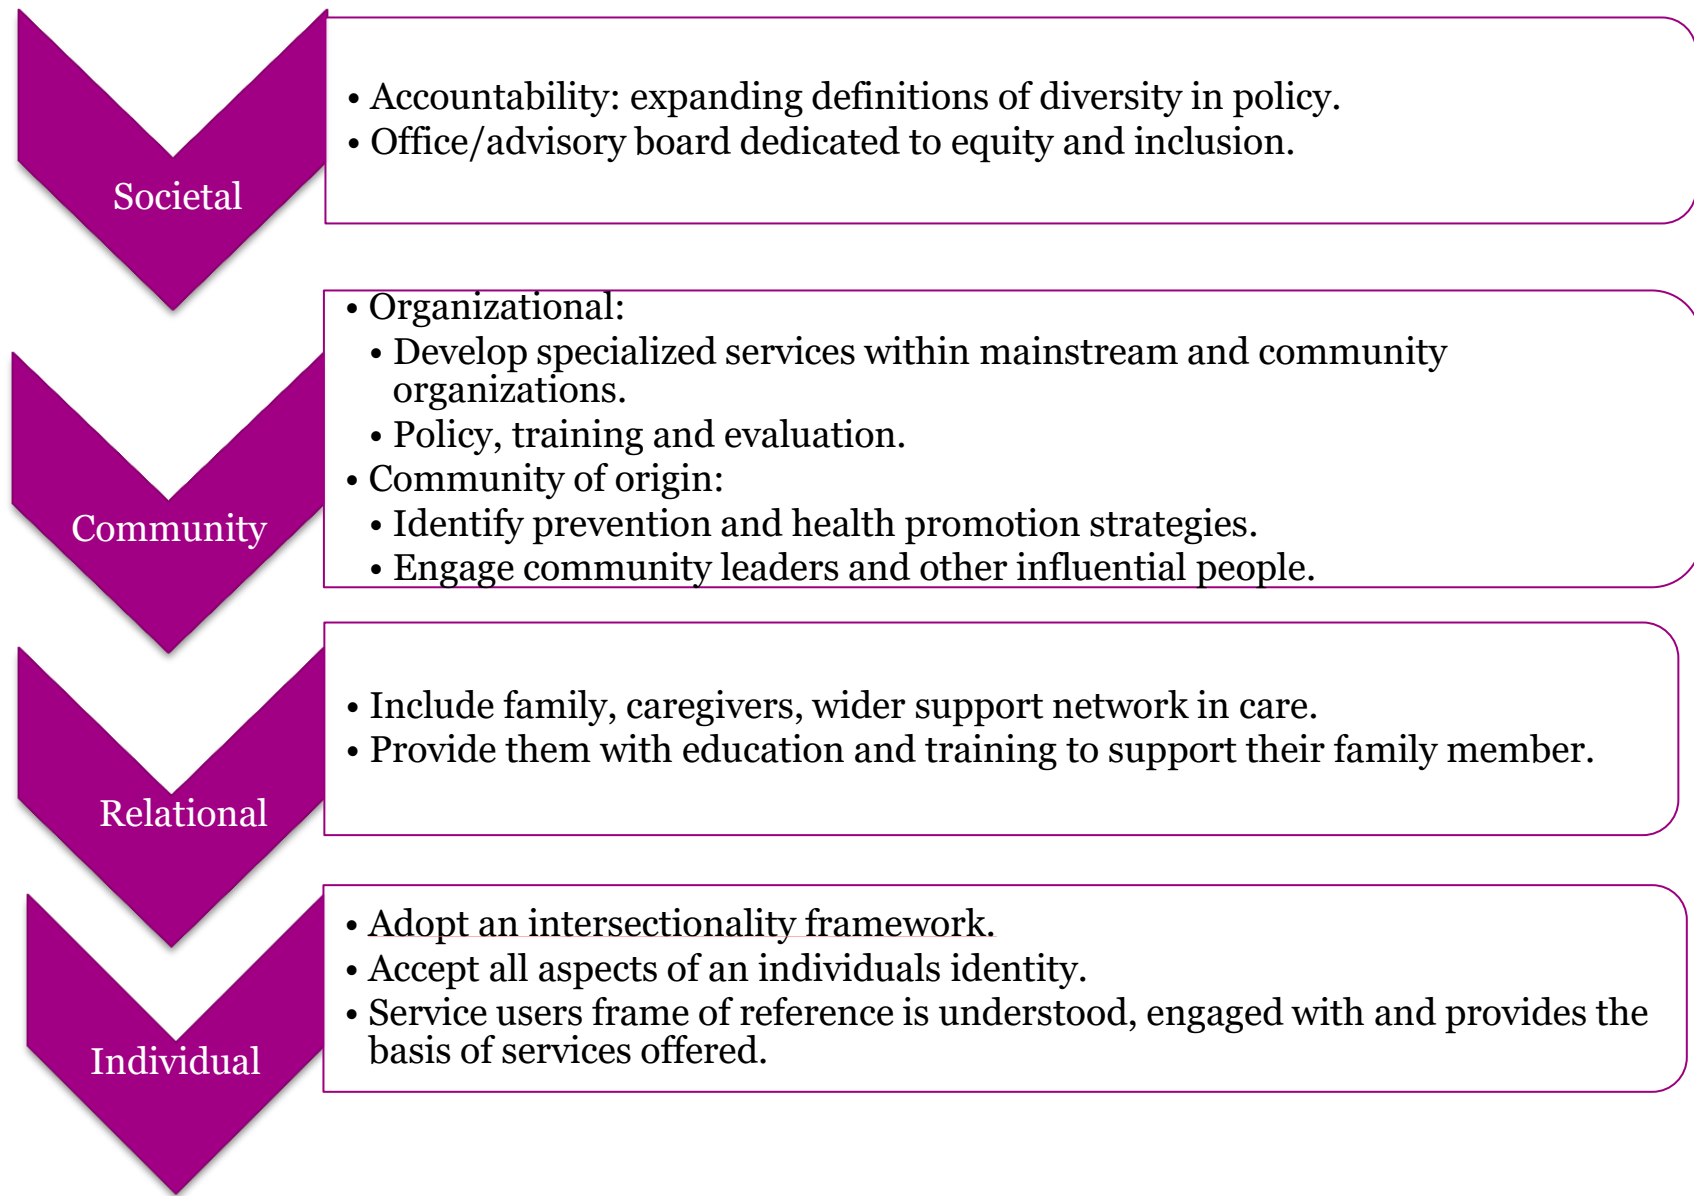 Societal
• Accountability: expanding definitions of diversity in policy.
• Office/advisory board dedicated to equity and inclusion.
Community
• Organizational:
• Develop specialized services within mainstream and community
organizations.
• Policy, training and evaluation.
• Community of origin:
• Identify prevention and health promotion strategies.
• Engage community leaders and other influential people.
Relational
• Include family, caregivers, wider support network in care.
• Provide them with education and training to support their family member.
Individual
• Adopt an intersectionality framework.
• Accept all aspects of an individuals identity.
• Service users frame of reference is understood, engaged with and provides the
basis of services offered.